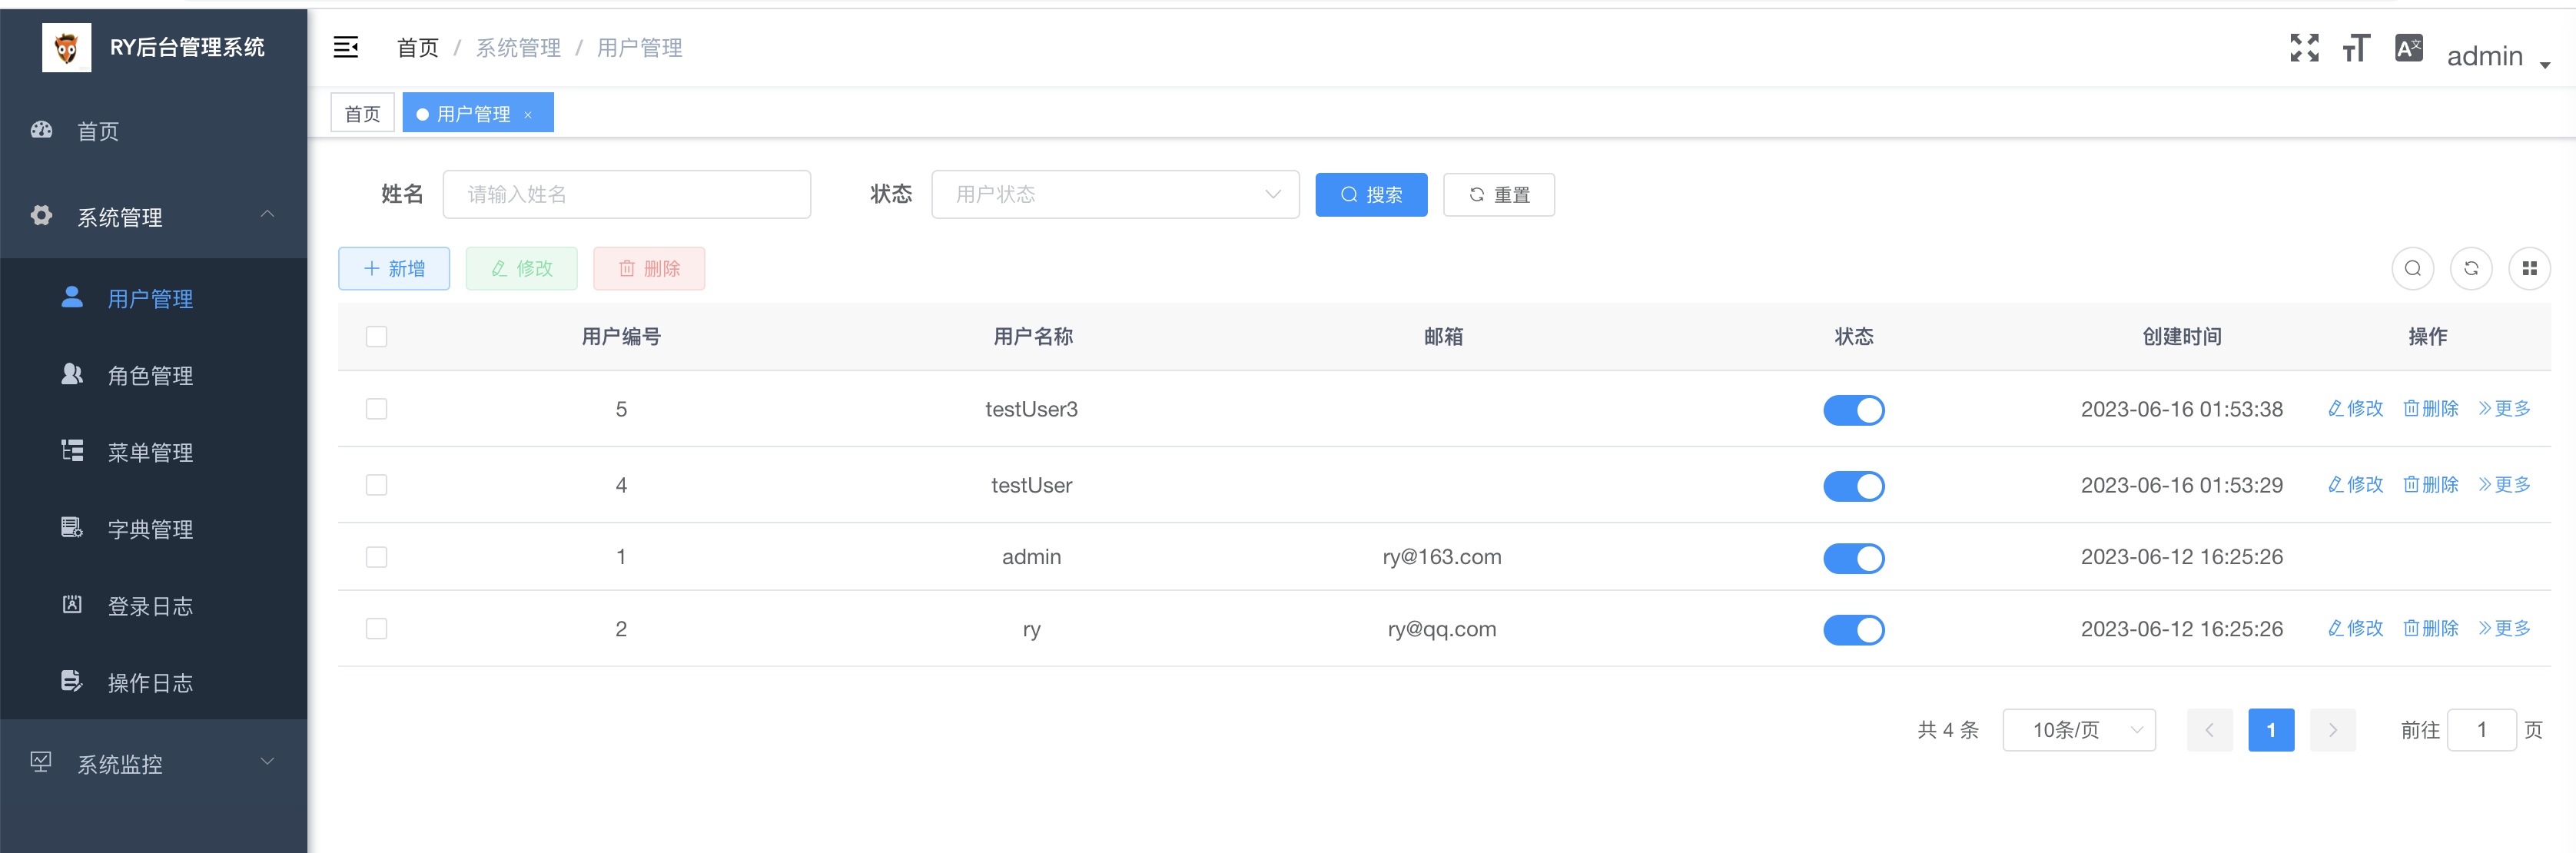 RY后台管理系统
首页 / 系统管理 / 用户管理
admin
首页
用户管理 ×
首页
系统管理
用户管理
角色管理
菜单管理
字典管理
登录日志
操作日志
系统监控
姓名 请输入姓名 状态 用户状态 搜索 重置
新增 修改 删除
用户编号 用户名称 邮箱 状态 创建时间 操作
5 testUser3 2023-06-16 01:53:38 修改 删除 更多
4 testUser 2023-06-16 01:53:29 修改 删除 更多
1 admin ry@163.com 2023-06-12 16:25:26
2 ry ry@qq.com 2023-06-12 16:25:26 修改 删除 更多
共 4 条 10条/页 1 前往 1 页